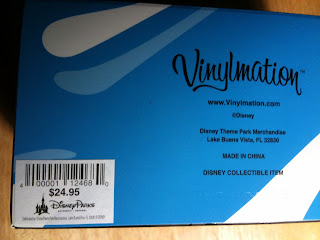 Vinylmation™
www.Vinylmation.com
©Disney
Disney Theme Park Merchandise
Lake Buena Vista, FL 32830
MADE IN CHINA
DISNEY COLLECTIBLE ITEM
4 00001 12468 0
$24.95
Disney Parks